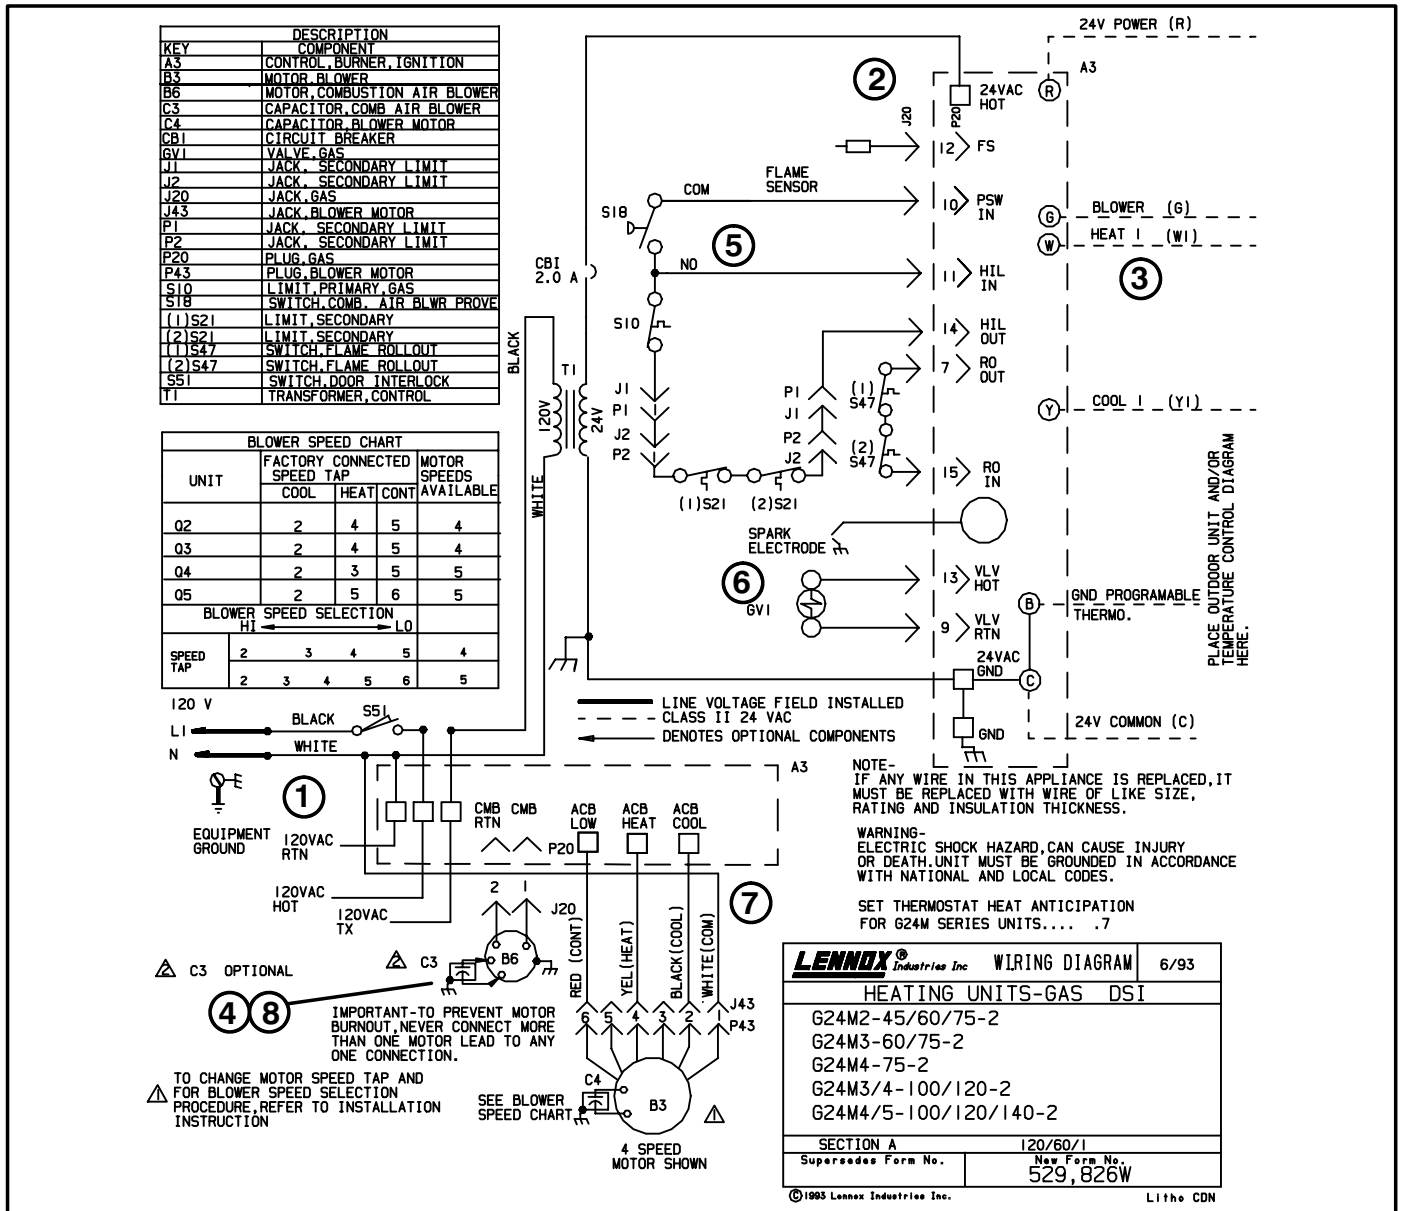 DESCRIPTION
KEY COMPONENT
A3 CONTROL,BURNER,IGNITION
B3 MOTOR,BLOWER
B6 MOTOR,COMBUSTION AIR BLOWER
C3 CAPACITOR,COMB AIR BLOWER
C4 CAPACITOR,BLOWER MOTOR
CB1 CIRCUIT BREAKER
GV1 VALVE,GAS
J1 JACK, SECONDARY LIMIT
J2 JACK, SECONDARY LIMIT
J20 JACK,GAS
J43 JACK,BLOWER MOTOR
P1 JACK, SECONDARY LIMIT
P2 JACK, SECONDARY LIMIT
P20 PLUG,GAS
P43 PLUG,BLOWER MOTOR
S10 LIMIT,PRIMARY,GAS
S18 SWITCH,COMB. AIR BLWR PROVE
(1)S21 LIMIT,SECONDARY
(2)S21 LIMIT,SECONDARY
(1)S47 SWITCH,FLAME ROLLOUT
(2)S47 SWITCH,FLAME ROLLOUT
S51 SWITCH,DOOR INTERLOCK
T1 TRANSFORMER,CONTROL
BLOWER SPEED CHART
UNIT
FACTORY CONNECTED
SPEED TAP
MOTOR
SPEEDS
AVAILABLE
COOL HEAT CONT
Q2 2 4 5 4
Q3 2 4 5 4
Q4 2 3 5 5
Q5 2 5 6 5
BLOWER SPEED SELECTION
HI LO
SPEED
TAP
2 3 4 5 4
2 3 4 5 6 5
24V POWER (R)
A3
2
24VAC
HOT
R
J20
P20
12 FS
FLAME
SENSOR
COM
S18
10 PSW
IN
G
BLOWER (G)
W
HEAT 1 (W1)
3
5
NO
11 HIL
IN
CB1
2.0 A
S10
14 HIL
OUT
BLACK
T1
120V
24V
WHITE
7 RO
OUT
J1
P1
J2
P2
P1
J1
P2
J2
(1)
S47
(2)
S47
Y
COOL 1 (Y1)
15 RO
IN
(1)S21 (2)S21
PLACE OUTDOOR UNIT AND/OR
TEMPERATURE CONTROL DIAGRAM
HERE.
SPARK
ELECTRODE
6
GV1
13 VLV
HOT
9 VLV
RTN
B
GND PROGRAMABLE
THERMO.
24VAC
GND
C
24V COMMON (C)
GND
120 V
L1
BLACK
S51
N
WHITE
LINE VOLTAGE FIELD INSTALLED
CLASS II 24 VAC
DENOTES OPTIONAL COMPONENTS
1
EQUIPMENT
GROUND
120VAC
RTN
120VAC
HOT
120VAC
TX
A3
CMB
RTN
CMB
P20
ACB
LOW
ACB
HEAT
ACB
COOL
7
NOTE-
IF ANY WIRE IN THIS APPLIANCE IS REPLACED,IT
MUST BE REPLACED WITH WIRE OF LIKE SIZE,
RATING AND INSULATION THICKNESS.
WARNING-
ELECTRIC SHOCK HAZARD,CAN CAUSE INJURY
OR DEATH.UNIT MUST BE GROUNDED IN ACCORDANCE
WITH NATIONAL AND LOCAL CODES.
SET THERMOSTAT HEAT ANTICIPATION
FOR G24M SERIES UNITS.... .7
2 1
J20
2 C3
B6
2 C3 OPTIONAL
4 8
RED (CONT)
YEL(HEAT)
BLACK(COOL)
WHITE(COM)
J43
P43
6 5 4 3 2 1
IMPORTANT-TO PREVENT MOTOR
BURNOUT,NEVER CONNECT MORE
THAN ONE MOTOR LEAD TO ANY
ONE CONNECTION.
1
TO CHANGE MOTOR SPEED TAP AND
FOR BLOWER SPEED SELECTION
PROCEDURE,REFER TO INSTALLATION
INSTRUCTION
SEE BLOWER
SPEED CHART
C4
B3
1
4 SPEED
MOTOR SHOWN
LENNOX ® Industries Inc WIRING DIAGRAM 6/93
HEATING UNITS-GAS DSI
G24M2-45/60/75-2
G24M3-60/75-2
G24M4-75-2
G24M3/4-100/120-2
G24M4/5-100/120/140-2
SECTION A 120/60/1
Supersedes Form No. New Form No.
529,826W
©1993 Lennox Industries Inc. Litho CDN